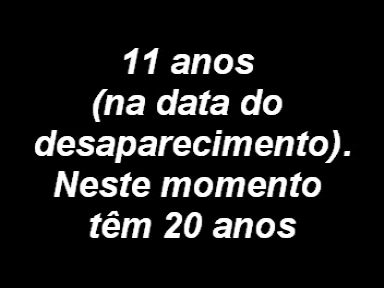 11 anos
(na data do
desaparecimento).
Neste momento
têm 20 anos